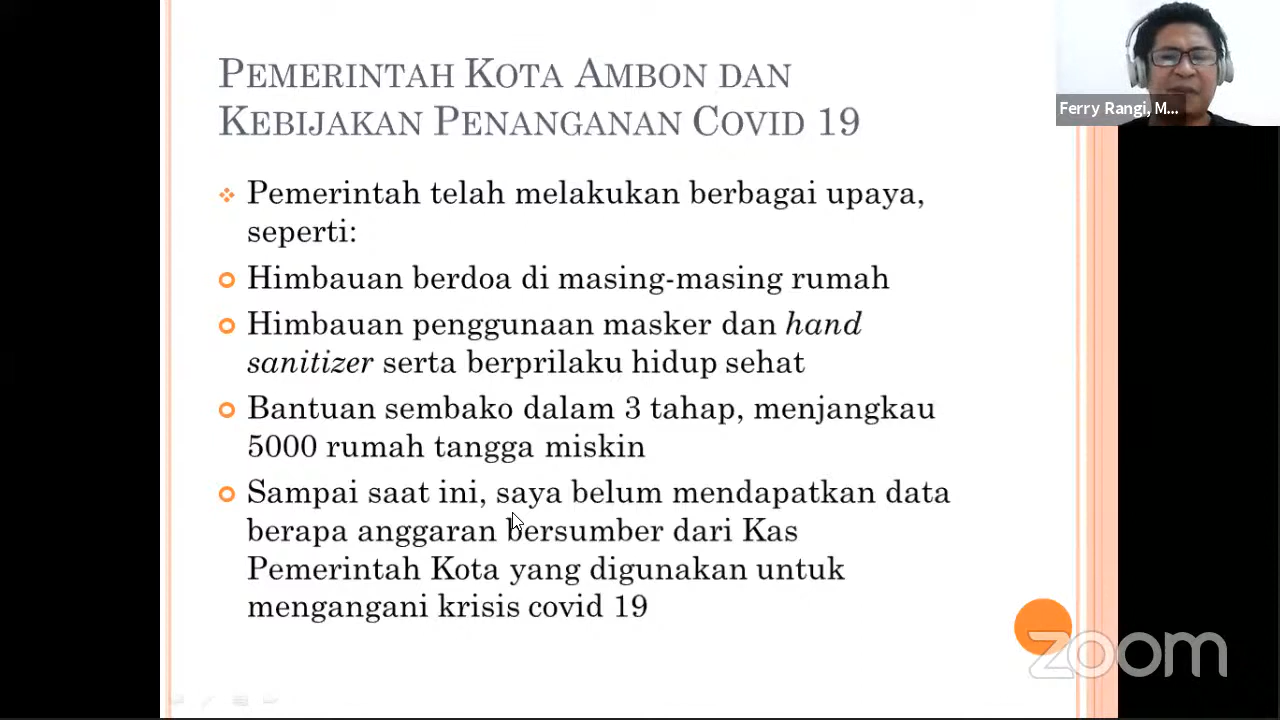 PEMERINTAH KOTA AMBON DAN
KEBIJAKAN PENANGANAN COVID 19
Ferry Rangi, M...
Pemerintah telah melakukan berbagai upaya,
seperti:
Himbauan berdoa di masing-masing rumah
Himbauan penggunaan masker dan hand
sanitizer serta berprilaku hidup sehat
Bantuan sembako dalam 3 tahap, menjangkau
5000 rumah tangga miskin
Sampai saat ini, saya belum mendapatkan data
berapa anggaran bersumber dari Kas
Pemerintah Kota yang digunakan untuk
mengangani krisis covid 19
zoom